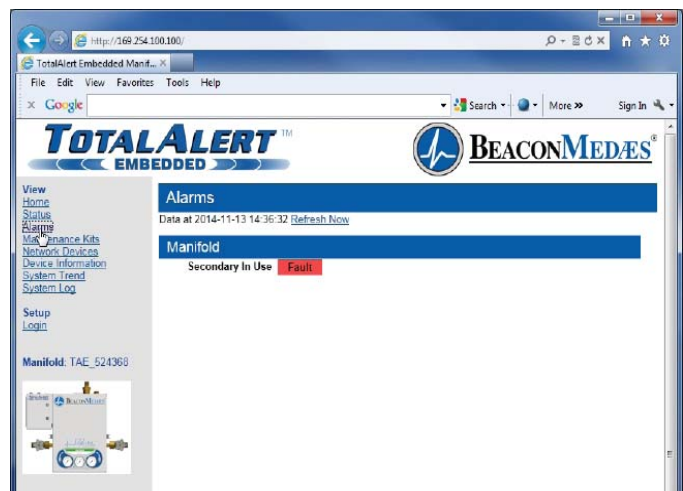 http://169.254.100.100/
TotalAlert Embedded Manif...
File Edit View Favorites Tools Help
x Google
Search
More »
Sign In
TOTALALERT TM
EMBEDDED
BEACONMEDÆS®
View
Home
Status
Alarms
Maintenance Kits
Network Devices
Device Information
System Trend
System Log
Setup
Login
Manifold: TAE_524368
BEACONMEDÆS
Alarms
Data at 2014-11-13 14:36:32 Refresh Now
Manifold
Secondary In Use Fault